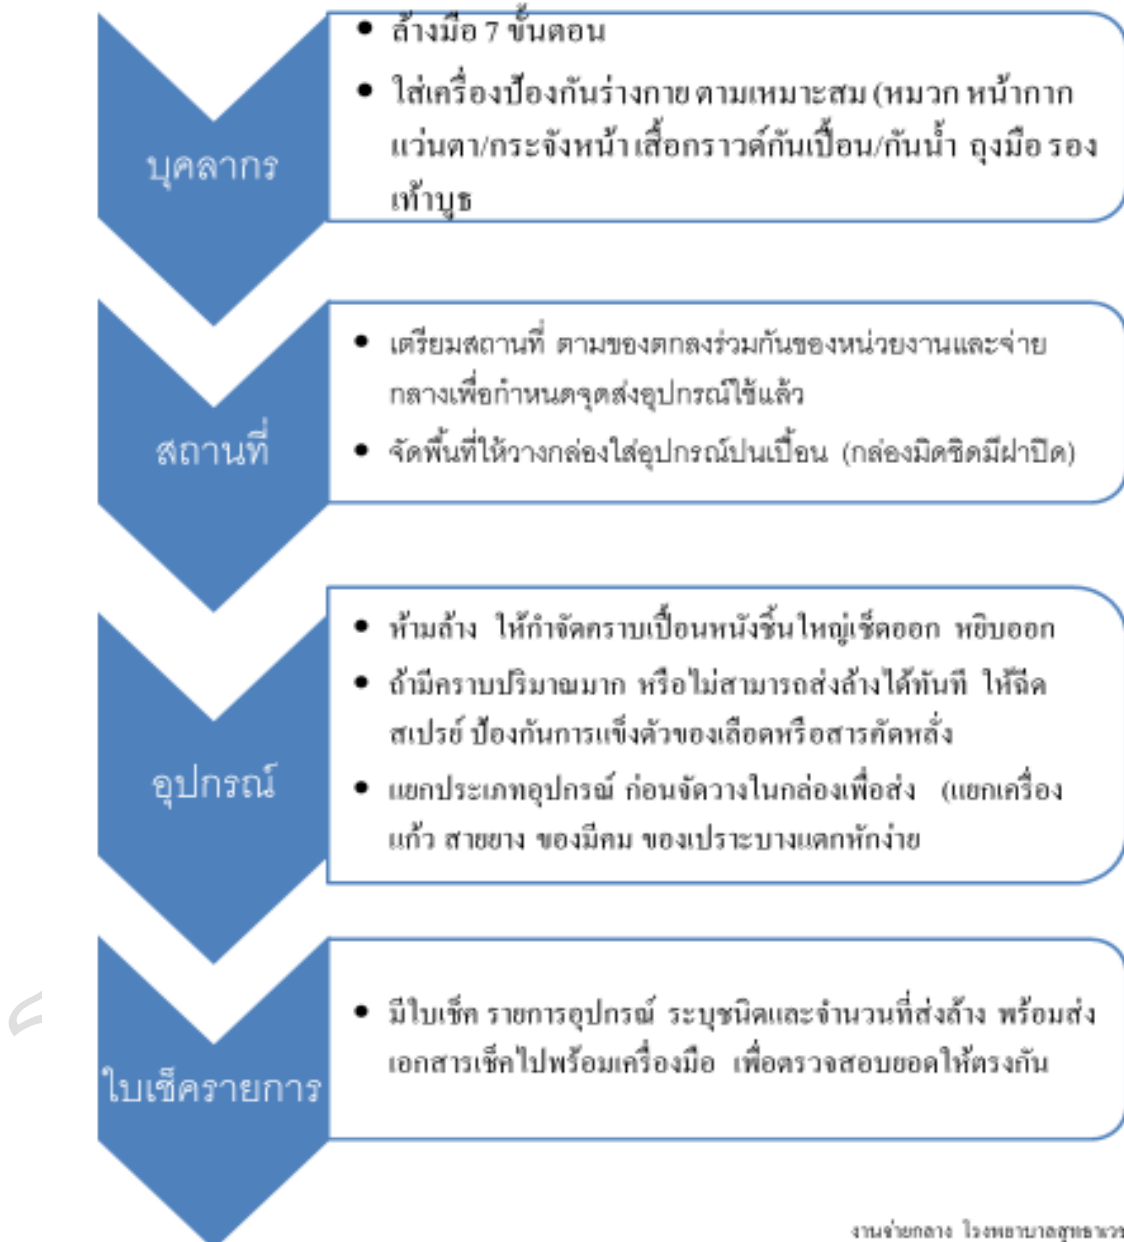 บุคลากร
• ล้างมือ 7 ขั้นตอน
• ใส่เครื่องป้องกันร่างกาย ตามเหมาะสม (หมวก หน้ากาก
แว่นตา/กระจังหน้า เสื้อกราวด์กันเปื้อน/กันน้ำ ถุงมือ รอง
เท้าบูธ
สถานที่
• เตรียมสถานที่ ตามของตกลงร่วมกันของหน่วยงานและจ่าย
กลางเพื่อกำหนดจุดส่งอุปกรณ์ใช้แล้ว
• จัดพื้นที่ให้วางกล่องใส่อุปกรณ์ปนเปื้อน (กล่องมิดชิดมีฝาปิด)
อุปกรณ์
• ห้ามล้าง ให้กำจัดคราบเปื้อนหนังชิ้นใหญ่เช็ดออก หยิบออก
• ถ้ามีคราบปริมาณมาก หรือไม่สามารถส่งล้างได้ทันที ให้ฉีด
สเปรย์ ป้องกันการแข็งตัวของเลือดหรือสารคัดหลั่ง
• แยกประเภทอุปกรณ์ ก่อนจัดวางในกล่องเพื่อส่ง (แยกเครื่อง
แก้ว สายยาง ของมีคม ของเปราะบางแตกหักง่าย
ใบเช็ครายการ
• มีใบเช็ค รายการอุปกรณ์ ระบุชนิดและจำนวนที่ส่งล้าง พร้อมส่ง
เอกสารเช็คไปพร้อมเครื่องมือ เพื่อตรวจสอบยอดให้ตรงกัน
งานจ่ายกลาง โรงพยาบาลสุทธาเวช